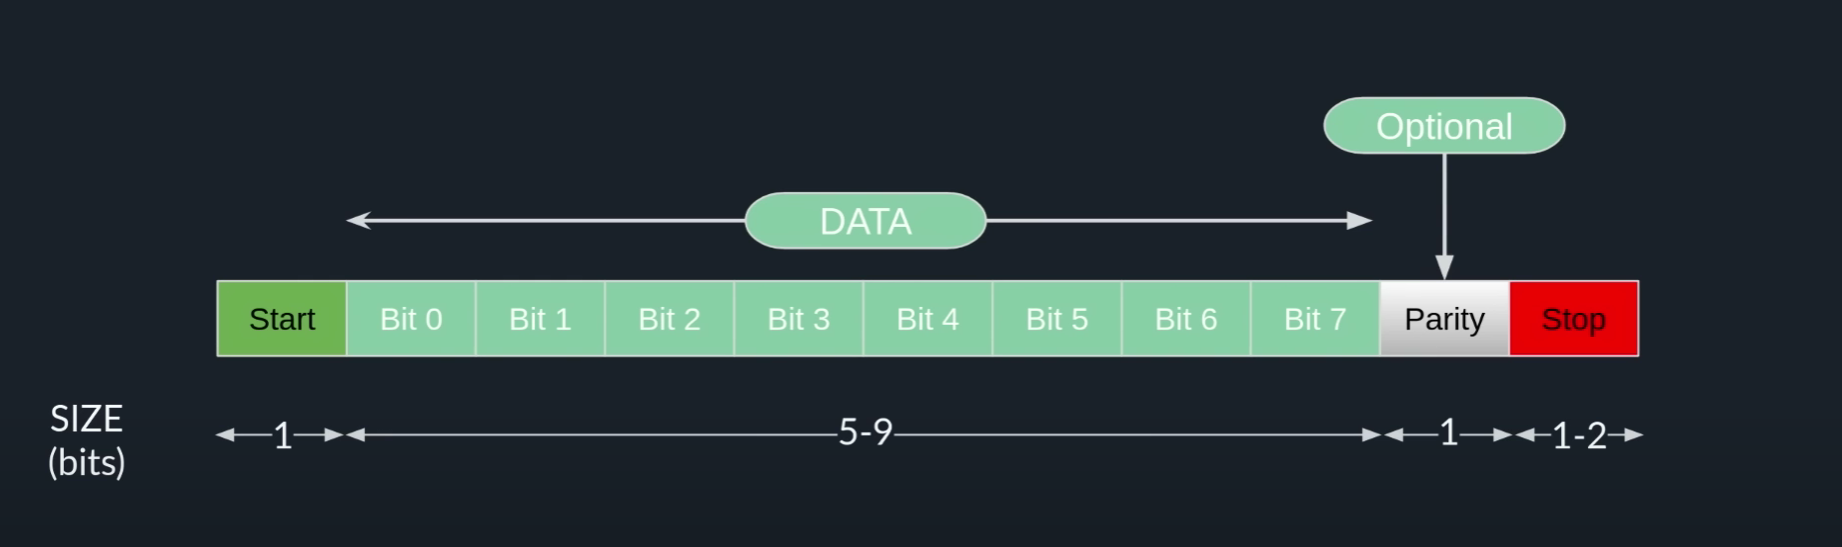 Optional
DATA
Start Bit 0 Bit 1 Bit 2 Bit 3 Bit 4 Bit 5 Bit 6 Bit 7 Parity Stop
SIZE
(bits)
1 5-9 1 1-2